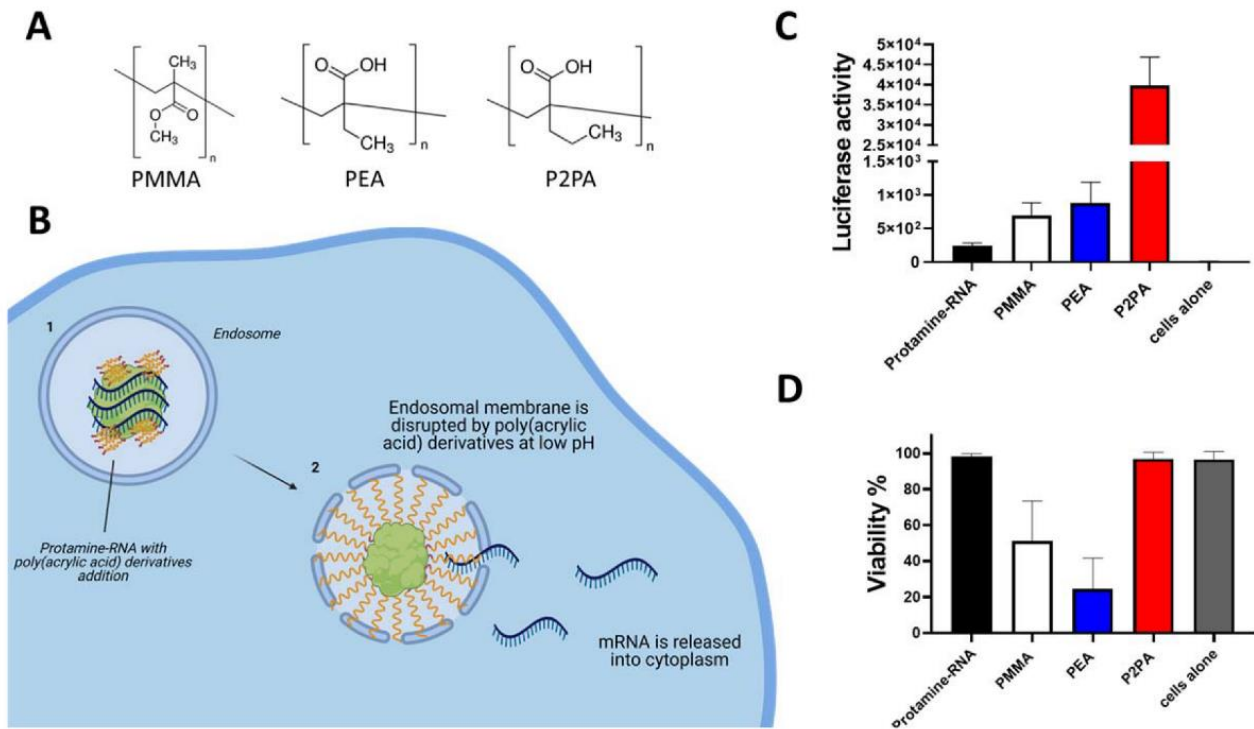 A
CH₃
O
O
CH₃
n
PMMA
O
OH
CH₃
n
PEA
O
OH
CH₃
n
P2PA
B
1
Endosome
Protamine-RNA with
poly(acrylic acid) derivatives
addition
Endosomal membrane is
disrupted by poly(acrylic
acid) derivatives at low pH
2
mRNA is released
into cytoplasm
C
Luciferase activity
5×10⁴
4.5×10⁴
4×10⁴
3.5×10⁴
3×10⁴
2.5×10⁴
1.5×10³
1×10³
5×10²
0
Protamine-RNA
PMMA
PEA
P2PA
cells alone
D
Viability %
100
80
60
40
20
0
Protamine-RNA
PMMA
PEA
P2PA
cells alone